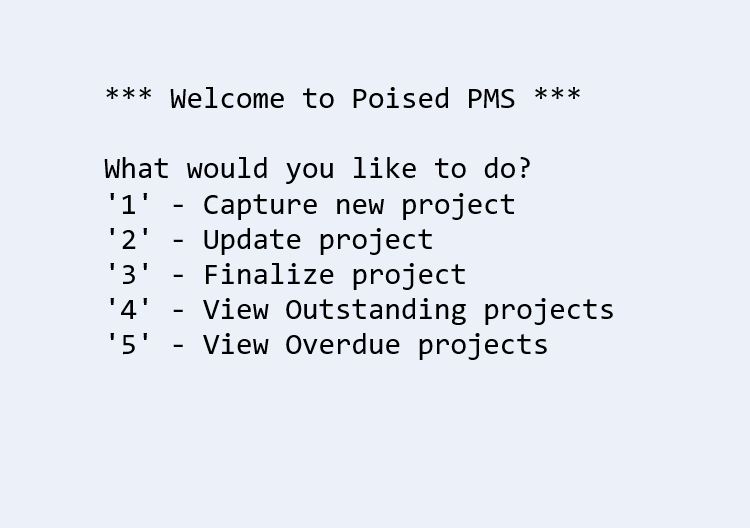 *** Welcome to Poised PMS ***
What would you like to do?
'1' - Capture new project
'2' - Update project
'3' - Finalize project
'4' - View Outstanding projects
'5' - View Overdue projects